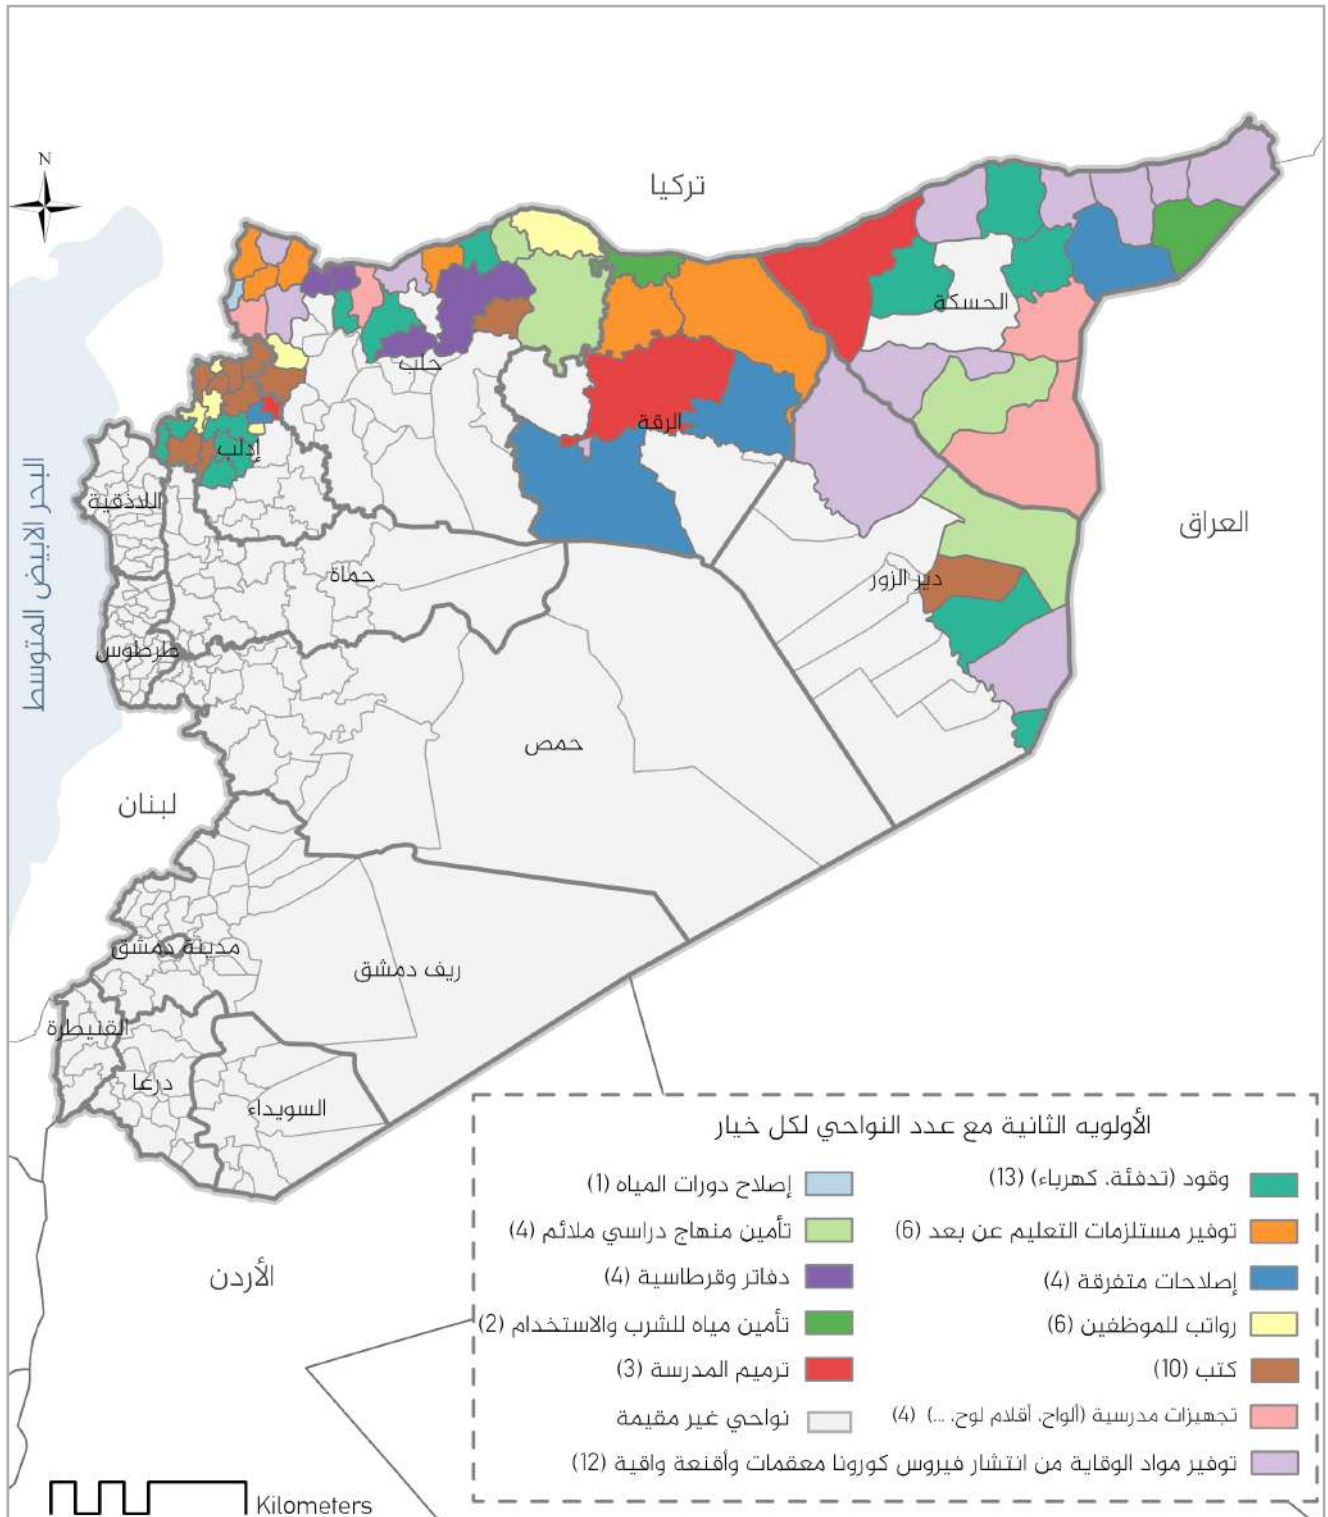 N
تركيا
الحسكة
حلب
الرقة
إدلب
اللاذقية
البحر الابيض المتوسط
العراق
حماة
دير الزور
طرطوس
حمص
لبنان
مدينة دمشق
ريف دمشق
القنيطرة
درعا
السويداء
الأردن
الأولويه الثانية مع عدد النواحي لكل خيار
وقود (تدفئة، كهرباء) (13)
توفير مستلزمات التعليم عن بعد (6)
إصلاحات متفرقة (4)
رواتب للموظفين (6)
كتب (10)
تجهيزات مدرسية (ألواح، أقلام لوح، ...) (4)
توفير مواد الوقاية من انتشار فيروس كورونا معقمات وأقنعة واقية (12)
إصلاح دورات المياه (1)
تأمين منهاج دراسي ملائم (4)
دفاتر وقرطاسية (4)
تأمين مياه للشرب والاستخدام (2)
ترميم المدرسة (3)
نواحي غير مقيمة
Kilometers